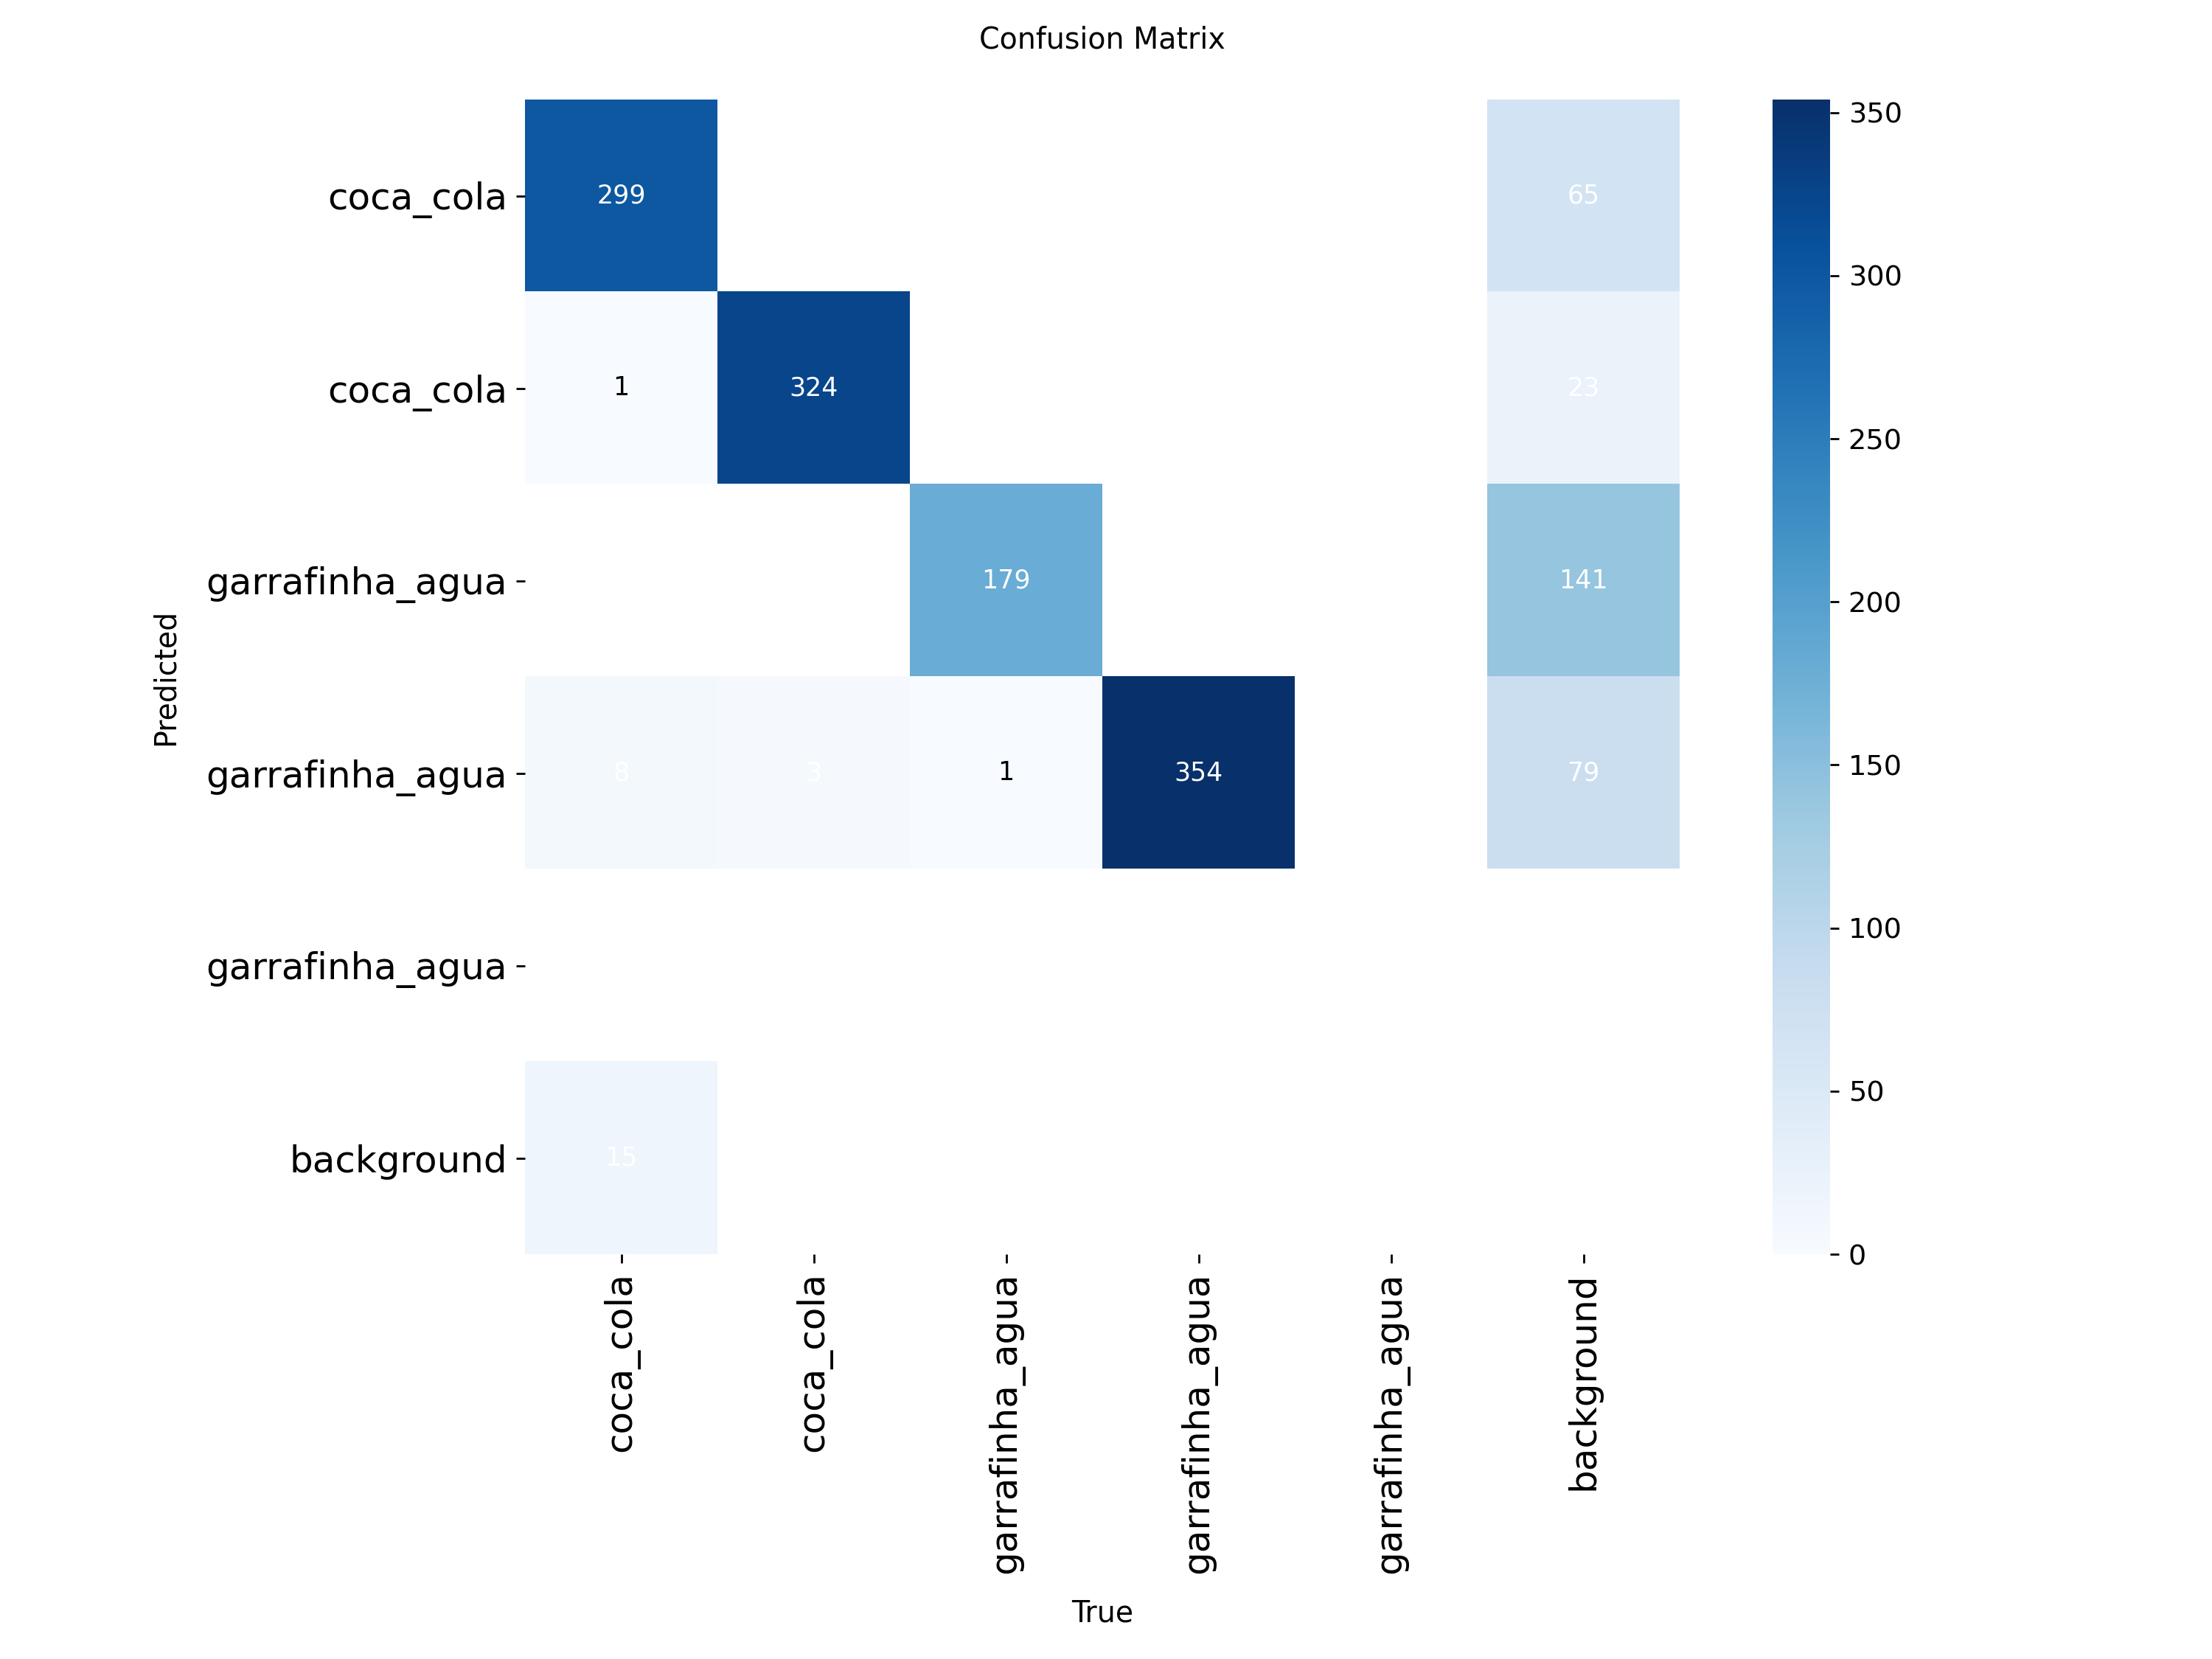 Confusion Matrix
coca_cola 299 65
coca_cola 1 324 23
garrafinha_agua 179 141
garrafinha_agua 8 3 1 354 79
garrafinha_agua
background 15
Predicted
coca_cola
coca_cola
garrafinha_agua
garrafinha_agua
garrafinha_agua
background
True
350
300
250
200
150
100
50
0